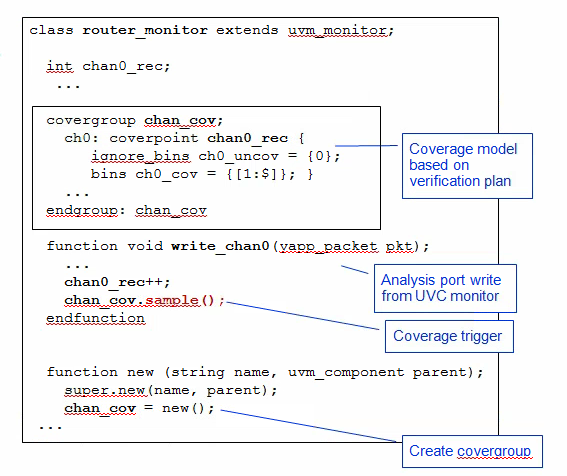 class router_monitor extends uvm_monitor;
int chan0_rec;
...
covergroup chan_cov;
ch0: coverpoint chan0_rec {
ignore_bins ch0_uncov = {0};
bins ch0_cov = {[1:$]}; }
...
endgroup: chan_cov
Coverage model
based on
verification plan
function void write_chan0(yapp_packet pkt);
...
chan0_rec++;
chan_cov.sample();
endfunction
Analysis port write
from UVC monitor
Coverage trigger
function new (string name, uvm_component parent);
super.new(name, parent);
chan_cov = new();
...
Create covergroup